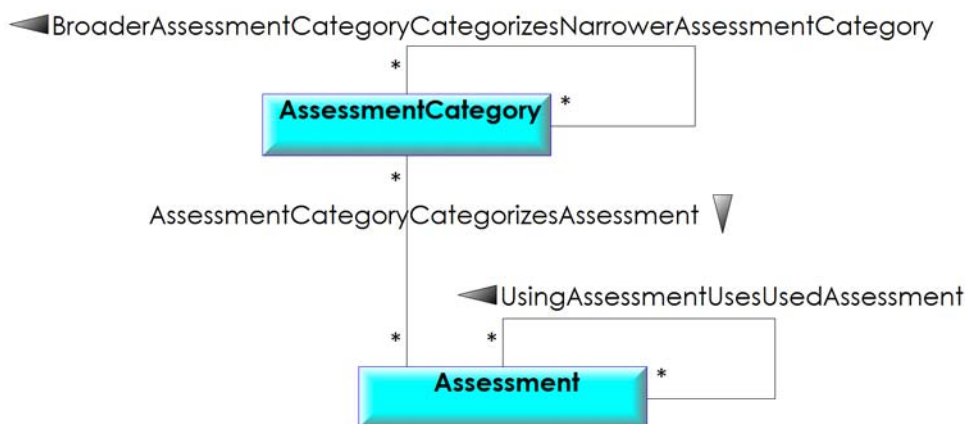 BroaderAssessmentCategoryCategorizesNarrowerAssessmentCategory
*
*
AssessmentCategory
*
AssessmentCategoryCategorizesAssessment
UsingAssessmentUsesUsedAssessment
*
*
*
Assessment